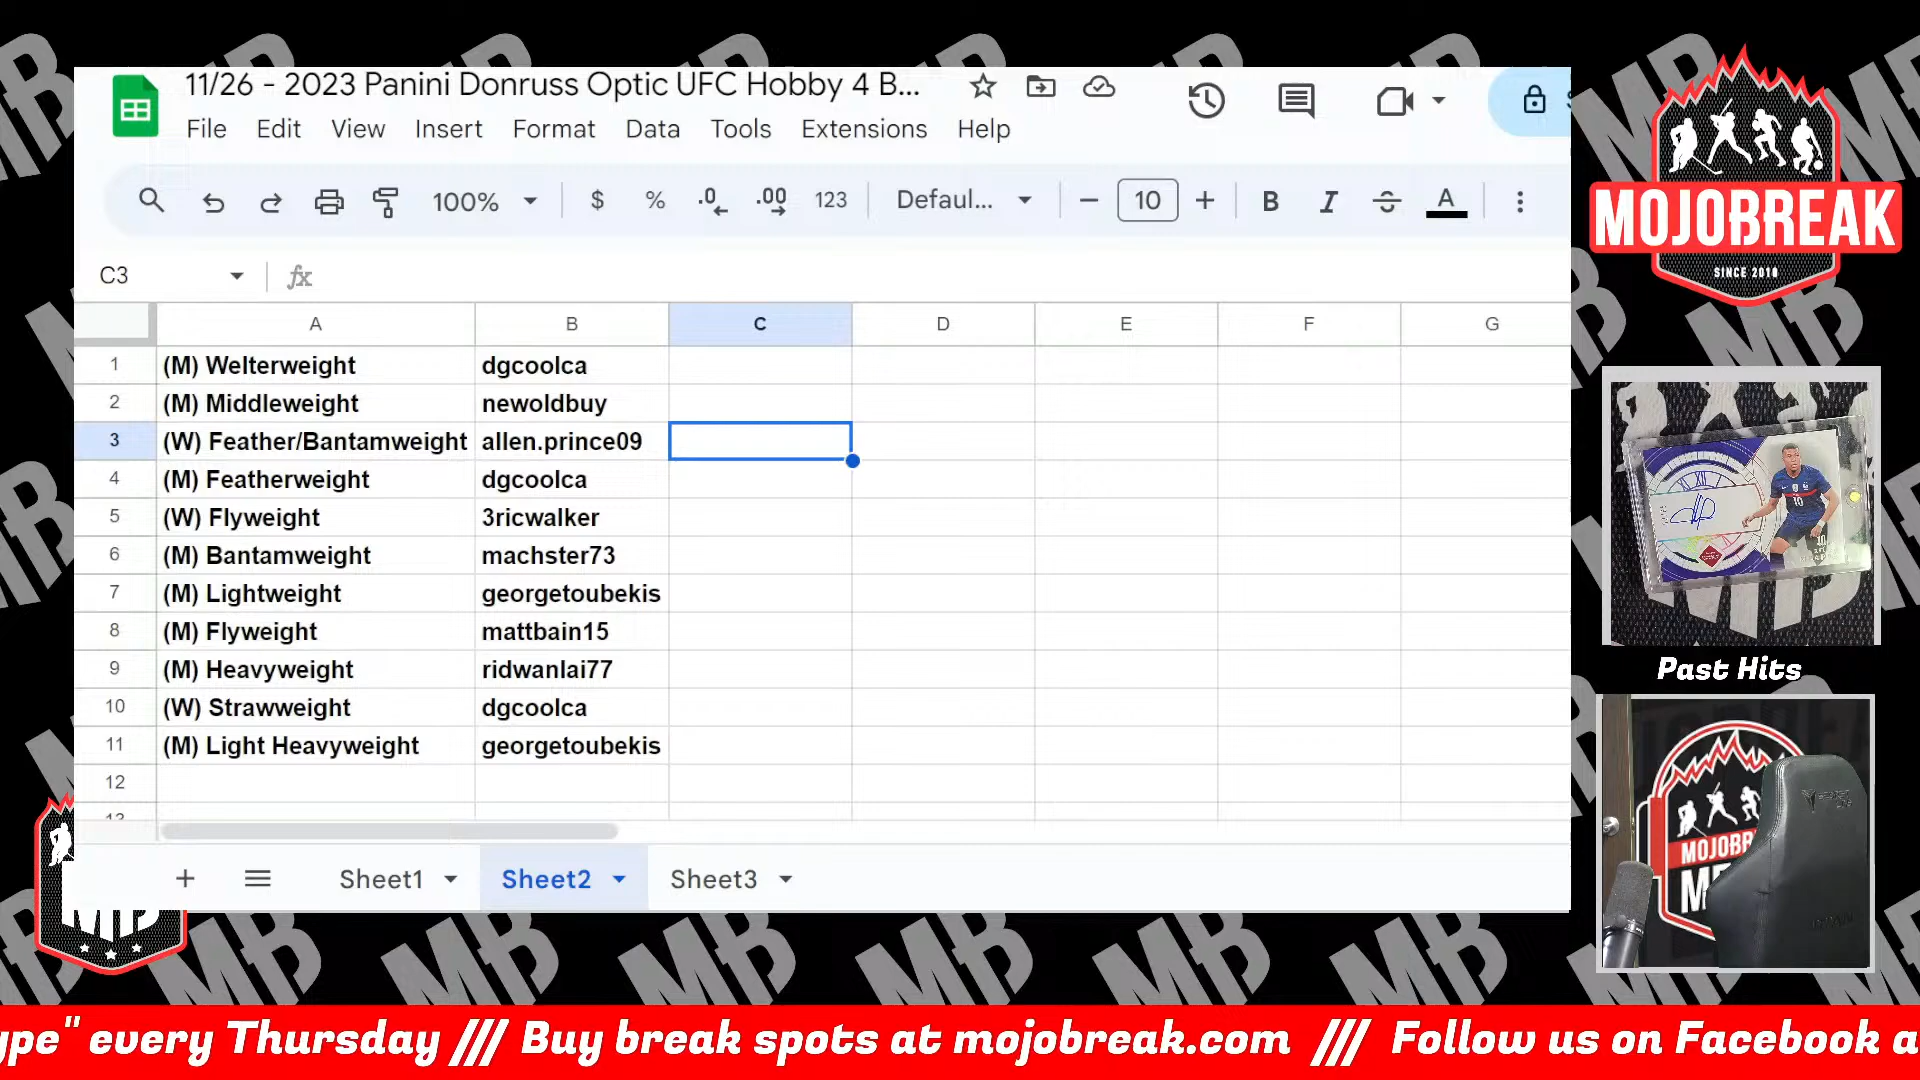 11/26 - 2023 Panini Donruss Optic UFC Hobby 4 B...
File Edit View Insert Format Data Tools Extensions Help
100% $ % .0 .00 123 Defaul... 10 B I A
C3 fx
A B C D E F G
1 (M) Welterweight dgcoolca
2 (M) Middleweight newoldbuy
3 (W) Feather/Bantamweight allen.prince09
4 (M) Featherweight dgcoolca
5 (W) Flyweight 3ricwalker
6 (M) Bantamweight machster73
7 (M) Lightweight georgetoubekis
8 (M) Flyweight mattbain15
9 (M) Heavyweight ridwanlai77
10 (W) Strawweight dgcoolca
11 (M) Light Heavyweight georgetoubekis
12
Sheet1 Sheet2 Sheet3
MOJOBREAK
SINCE 2010
Past Hits
ype" every Thursday /// Buy break spots at mojobreak.com /// Follow us on Facebook a